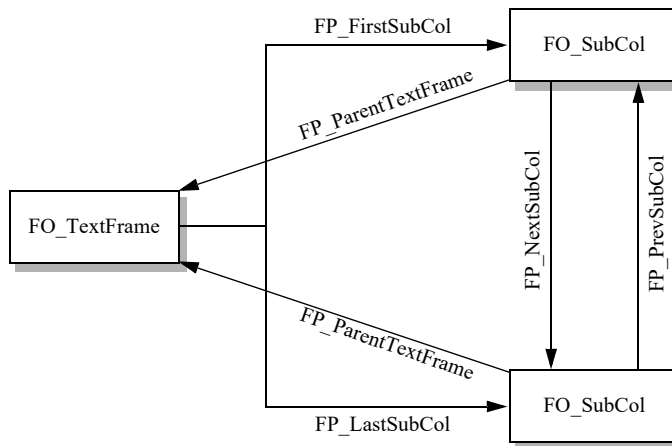 FP_FirstSubCol
FO_SubCol
FP_ParentTextFrame
FO_TextFrame
FP_NextSubCol
FP_PrevSubCol
FP_ParentTextFrame
FO_SubCol
FP_LastSubCol